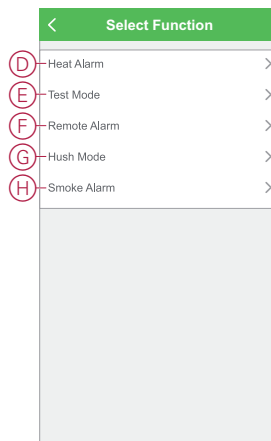 Select Function
D Heat Alarm
E Test Mode
F Remote Alarm
G Hush Mode
H Smoke Alarm